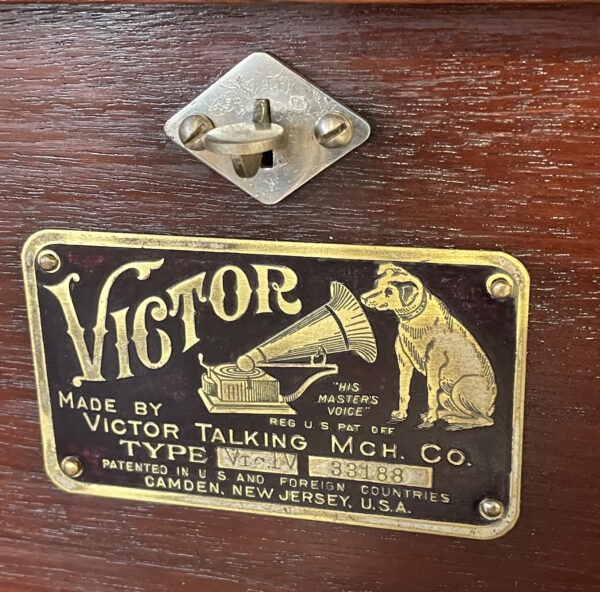 VICTOR
"HIS
MASTER'S
VOICE"
REG U.S. PAT OFF
MADE BY
VICTOR TALKING MCH. CO.
TYPE Vic.IV 33188
PATENTED IN U.S. AND FOREIGN COUNTRIES
CAMDEN, NEW JERSEY, U.S.A.